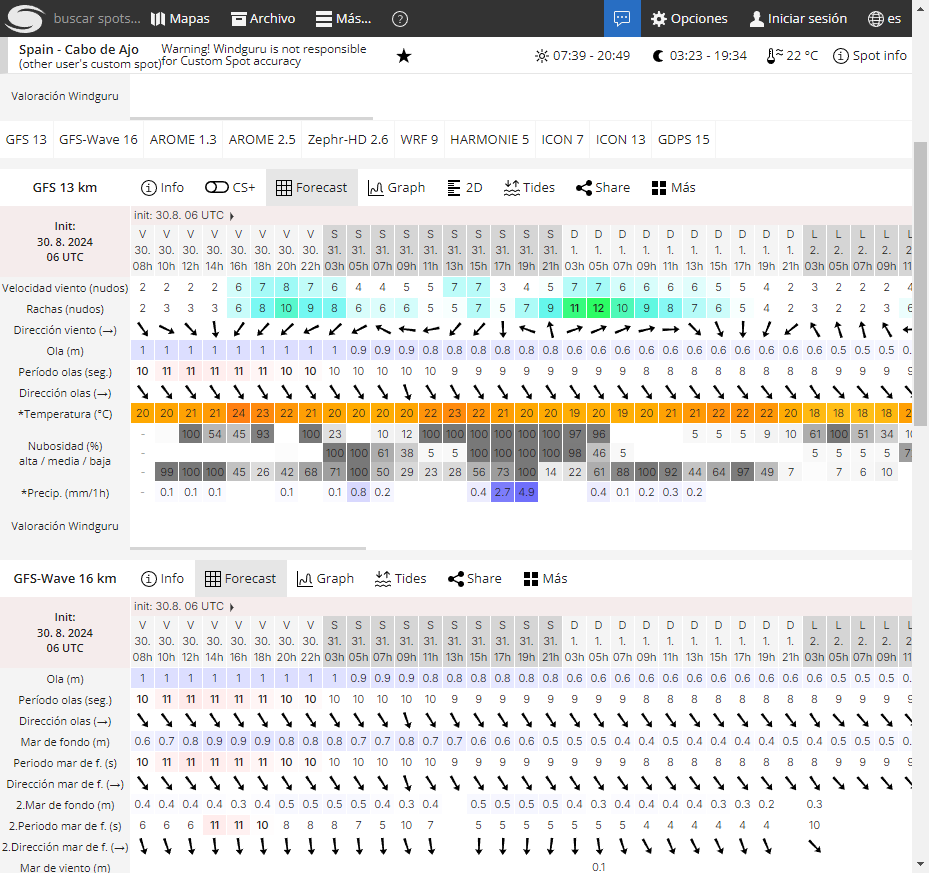 buscar spots... Mapas Archivo Más... ? Opciones Iniciar sesión es
Spain - Cabo de Ajo
(other user's custom spot)
Warning! Windguru is not responsible
for Custom Spot accuracy
07:39 - 20:49 03:23 - 19:34 22 °C Spot info
Valoración Windguru
GFS 13 GFS-Wave 16 AROME 1.3 AROME 2.5 Zephr-HD 2.6 WRF 9 HARMONIE 5 ICON 7 ICON 13 GDPS 15
GFS 13 km Info CS+ Forecast Graph 2D Tides Share Más
init: 30.8. 06 UTC
Init:
30. 8. 2024
06 UTC
V V V V V V V V S S S S S S S S S S D D D D D D D D D D L L L L L
30. 30. 30. 30. 30. 30. 30. 30. 31. 31. 31. 31. 31. 31. 31. 31. 31. 31. 1. 1. 1. 1. 1. 1. 1. 1. 1. 1. 2. 2. 2. 2. 2
08h 10h 12h 14h 16h 18h 20h 22h 03h 05h 07h 09h 11h 13h 15h 17h 19h 21h 03h 05h 07h 09h 11h 13h 15h 17h 19h 21h 03h 05h 07h 09h 11
Velocidad viento (nudos) 2 2 2 2 6 7 8 7 6 4 4 5 5 7 7 3 4 5 7 7 6 6 6 6 5 5 4 2 3 2 2 2 4
Rachas (nudos) 2 3 3 3 6 8 10 9 8 6 6 6 5 5 7 5 7 9 11 12 10 9 8 7 6 5 4 2 3 2 2 3
Dirección viento (→)
Ola (m) 1 1 1 1 1 1 1 1 1 0.9 0.9 0.9 0.8 0.8 0.8 0.8 0.8 0.8 0.6 0.6 0.6 0.6 0.6 0.6 0.6 0.6 0.6 0.6 0.6 0.5 0.5 0.5 0.
Período olas (seg.) 10 11 11 11 11 11 10 10 10 10 10 10 10 9 9 9 9 9 9 9 9 8 8 8 8 8 8 8 8 9 9 9 9
Dirección olas (→)
*Temperatura (°C) 20 20 21 21 24 23 22 21 20 20 20 20 22 23 22 21 20 20 19 20 19 20 21 21 22 22 22 20 18 18 18 18 2
Nubosidad (%)
alta / media / baja
- 100 54 45 93 100 23 10 12 100 100 100 100 100 100 97 96 5 5 5 9 10 61 100 51 34 10
- 100 100 61 38 5 5 100 100 100 100 98 46 5 5 5 5 5 7
- 99 100 100 45 26 42 68 71 100 50 29 23 28 56 73 100 14 22 61 88 100 92 44 64 97 49 7 7 6 10
*Precip. (mm/1h) - 0.1 0.1 0.1 0.1 0.1 0.8 0.2 0.4 2.7 4.9 0.4 0.1 0.2 0.3 0.2
Valoración Windguru
GFS-Wave 16 km Info Forecast Graph Tides Share Más
init: 30.8. 06 UTC
Init:
30. 8. 2024
06 UTC
V V V V V V V V S S S S S S S S S S D D D D D D D D D D L L L L L
30. 30. 30. 30. 30. 30. 30. 30. 31. 31. 31. 31. 31. 31. 31. 31. 31. 31. 1. 1. 1. 1. 1. 1. 1. 1. 1. 1. 2. 2. 2. 2. 2
08h 10h 12h 14h 16h 18h 20h 22h 03h 05h 07h 09h 11h 13h 15h 17h 19h 21h 03h 05h 07h 09h 11h 13h 15h 17h 19h 21h 03h 05h 07h 09h 11
Ola (m) 1 1 1 1 1 1 1 1 1 0.9 0.9 0.9 0.8 0.8 0.8 0.8 0.8 0.8 0.6 0.6 0.6 0.6 0.6 0.6 0.6 0.6 0.6 0.6 0.6 0.5 0.5 0.5 0.
Período olas (seg.) 10 11 11 11 11 11 10 10 10 10 10 10 10 9 9 9 9 9 9 9 9 8 8 8 8 8 8 8 8 9 9 9 9
Dirección olas (→)
Mar de fondo (m) 0.6 0.7 0.8 0.9 0.9 0.9 0.8 0.8 0.8 0.7 0.7 0.8 0.7 0.7 0.6 0.6 0.6 0.5 0.5 0.5 0.4 0.4 0.5 0.4 0.4 0.4 0.4 0.5 0.4 0.5 0.5 0.5 0.
Periodo mar de f. (s) 10 11 11 11 11 11 10 10 10 10 10 10 10 9 9 9 9 9 9 9 9 8 8 8 8 8 8 8 8 9 9 9 9
Dirección mar de f. (→)
2.Mar de fondo (m) 0.4 0.4 0.4 0.4 0.3 0.4 0.5 0.5 0.5 0.5 0.4 0.3 0.4 0.5 0.5 0.5 0.5 0.4 0.3 0.4 0.4 0.4 0.4 0.3 0.3 0.2 0.3
2.Periodo mar de f. (s) 6 6 6 11 11 10 8 8 8 7 5 10 7 5 5 5 5 5 5 5 4 4 4 4 4 4 10
2.Dirección mar de f. (→)
Mar de viento (m) 0.1